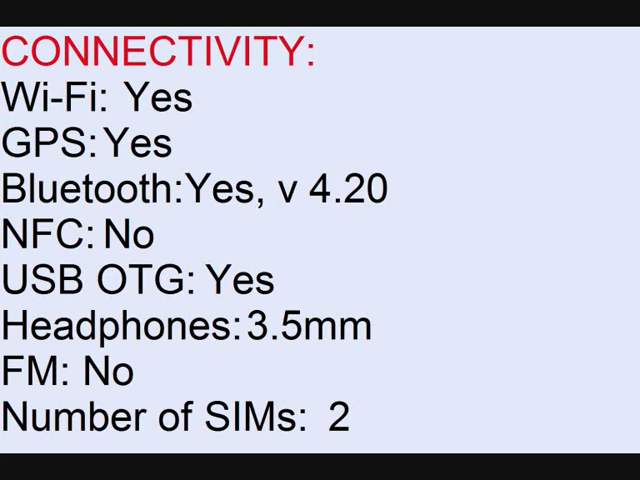 CONNECTIVITY:
Wi-Fi: Yes
GPS: Yes
Bluetooth:Yes, v 4.20
NFC: No
USB OTG: Yes
Headphones: 3.5mm
FM: No
Number of SIMs: 2